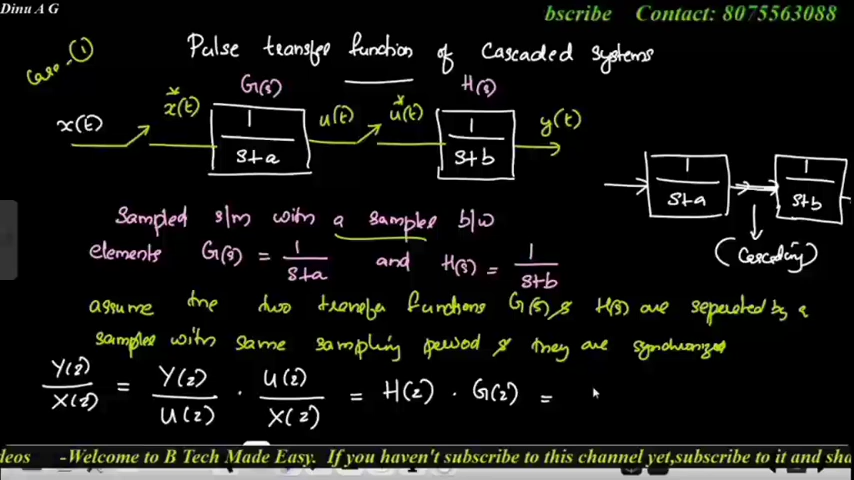 Dinu A G
bscribe Contact: 8075563088
Case-①
Pulse transfer function of Cascaded systems
G(s) H(s)
x(t) x*(t) 1/s+a u(t) u*(t) 1/s+b y(t)
1/s+a 1/s+b
(Cascading)
Sampled s/m with a sampler b/w
elements G(s) = 1/s+a and H(s) = 1/s+b
assume the two transfer functions G(s) & H(s) are seperated by a
sampler with same sampling period & they are synchronized
Y(z)/X(z) = Y(z)/U(z) · U(z)/X(z) = H(z) · G(z) =
deos -Welcome to B Tech Made Easy. If you haven't subscribe to this channel yet,subscribe to it and sha